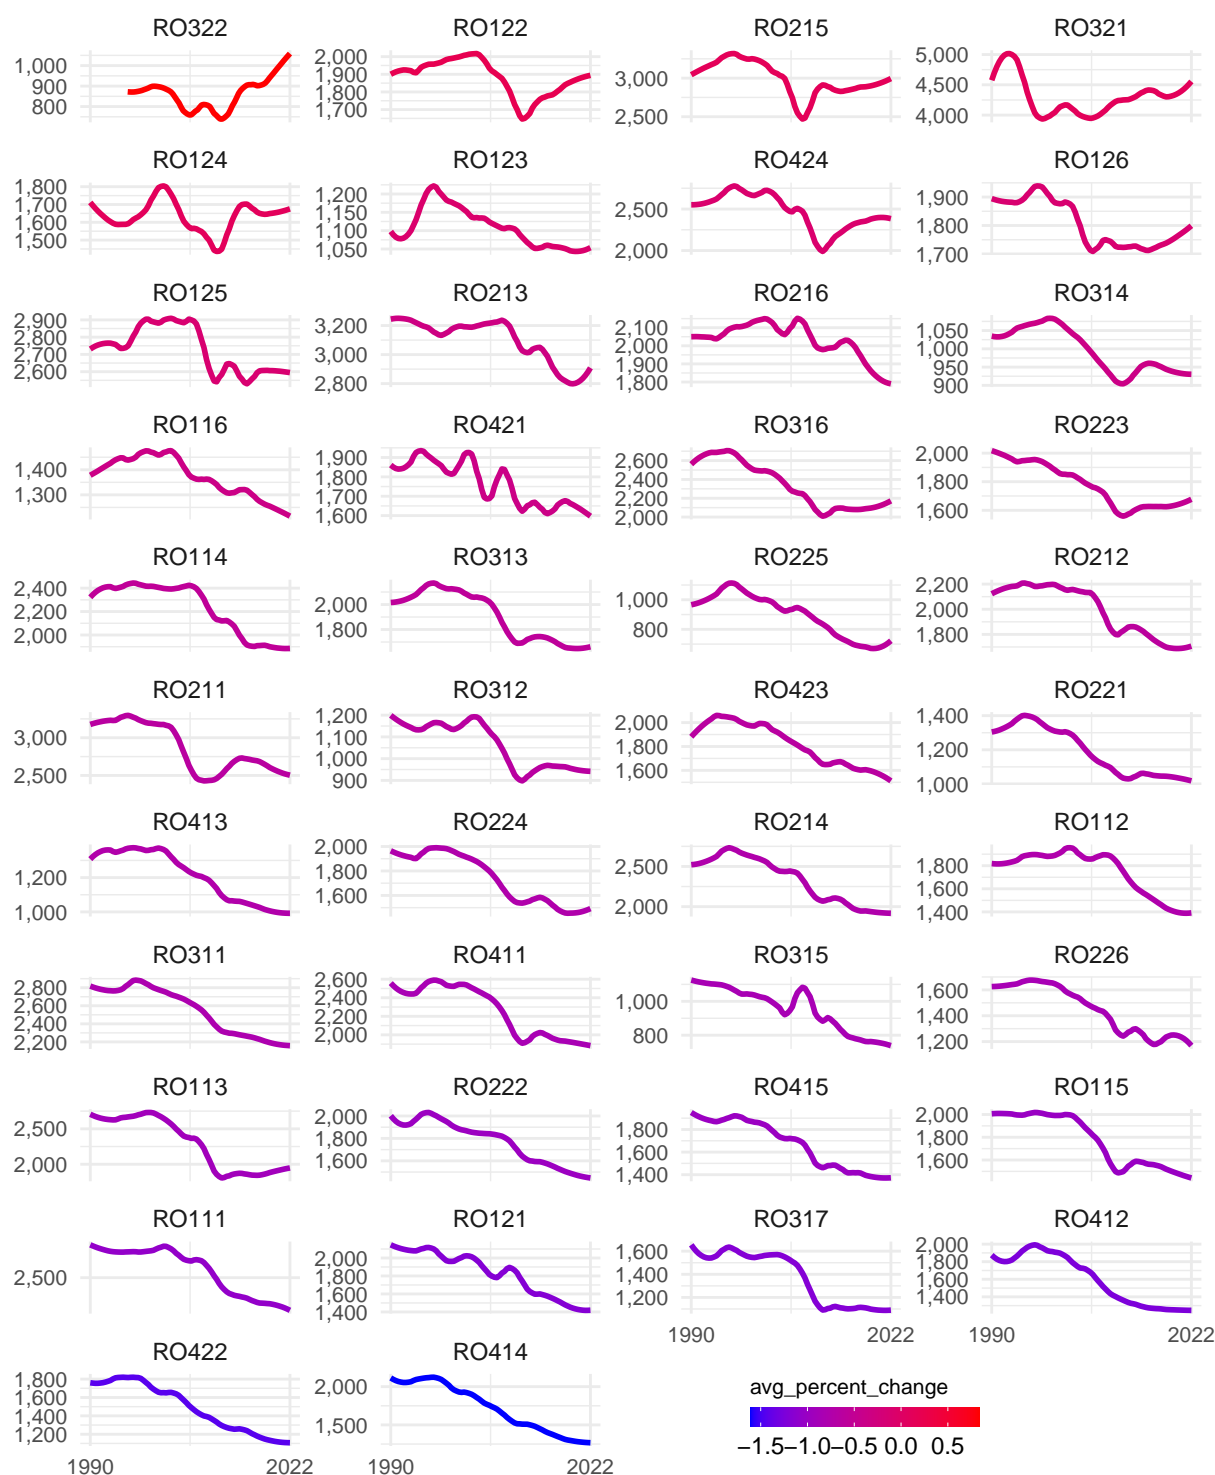 RO322 RO122 RO215 RO321
1,000 900 800
2,000 1,900 1,800 1,700
3,000 2,500
5,000 4,500 4,000
RO124 RO123 RO424 RO126
1,800 1,700 1,600 1,500
1,200 1,150 1,100 1,050
2,500 2,000
1,900 1,800 1,700
RO125 RO213 RO216 RO314
2,900 2,800 2,700 2,600
3,200 3,000 2,800
2,100 2,000 1,900 1,800
1,050 1,000 950 900
RO116 RO421 RO316 RO223
1,400 1,300
1,900 1,800 1,700 1,600
2,600 2,400 2,200 2,000
2,000 1,800 1,600
RO114 RO313 RO225 RO212
2,400 2,200 2,000
2,000 1,800
1,000 800
2,200 2,000 1,800
RO211 RO312 RO423 RO221
3,000 2,500
1,200 1,100 1,000 900
2,000 1,800 1,600
1,400 1,200 1,000
RO413 RO224 RO214 RO112
1,200 1,000
2,000 1,800 1,600
2,500 2,000
1,800 1,600 1,400
RO311 RO411 RO315 RO226
2,800 2,600 2,400 2,200
2,600 2,400 2,200 2,000
1,000 800
1,600 1,400 1,200
RO113 RO222 RO415 RO115
2,500 2,000
2,000 1,800 1,600
1,800 1,600 1,400
2,000 1,800 1,600
RO111 RO121 RO317 RO412
2,500
2,000 1,800 1,600 1,400
1,600 1,400 1,200
2,000 1,800 1,600 1,400
1990 2022 1990 2022
RO422 RO414
1,800 1,600 1,400 1,200
2,000 1,500
1990 2022 1990 2022
avg_percent_change
−1.5 −1.0 −0.5 0.0 0.5